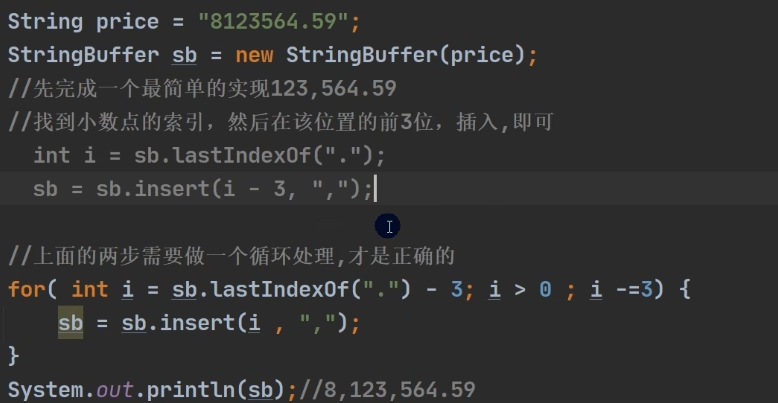 String price = "8123564.59";
StringBuffer sb = new StringBuffer(price);
//先完成一个最简单的实现123,564.59
//找到小数点的索引，然后在该位置的前3位，插入,即可
  int i = sb.lastIndexOf(".");
  sb = sb.insert(i - 3, ",");
//上面的两步需要做一个循环处理,才是正确的
for( int i = sb.lastIndexOf(".") - 3; i > 0 ; i -=3) {
    sb = sb.insert(i , ",");
}
System.out.println(sb);//8,123,564.59